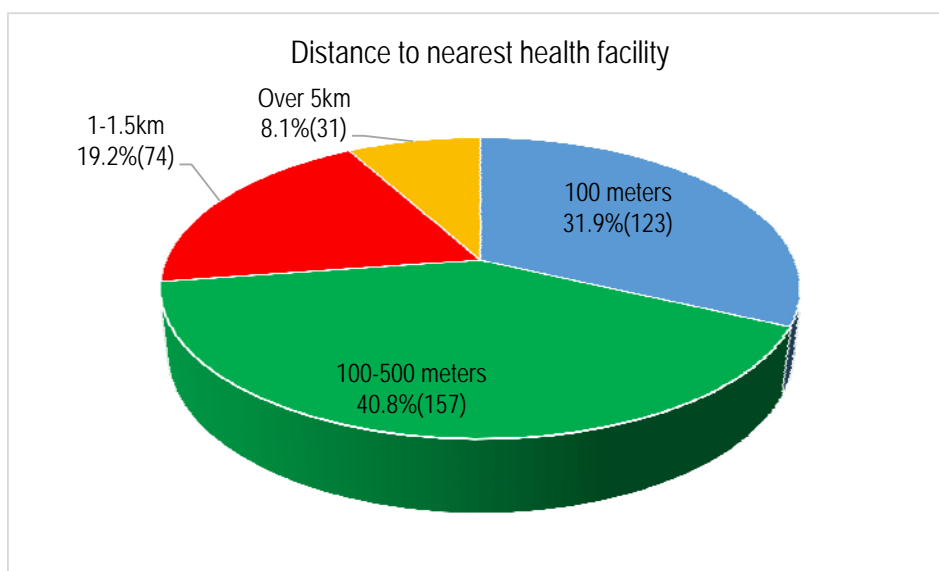 Distance to nearest health facility
Over 5km
8.1%(31)
1-1.5km
19.2%(74)
100 meters
31.9%(123)
100-500 meters
40.8%(157)